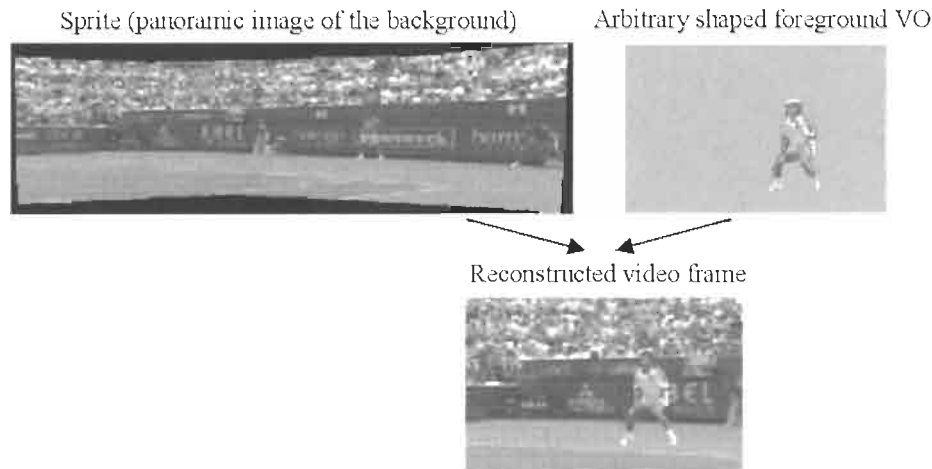 Sprite (panoramic image of the background)
Arbitrary shaped foreground VO
Reconstructed video frame